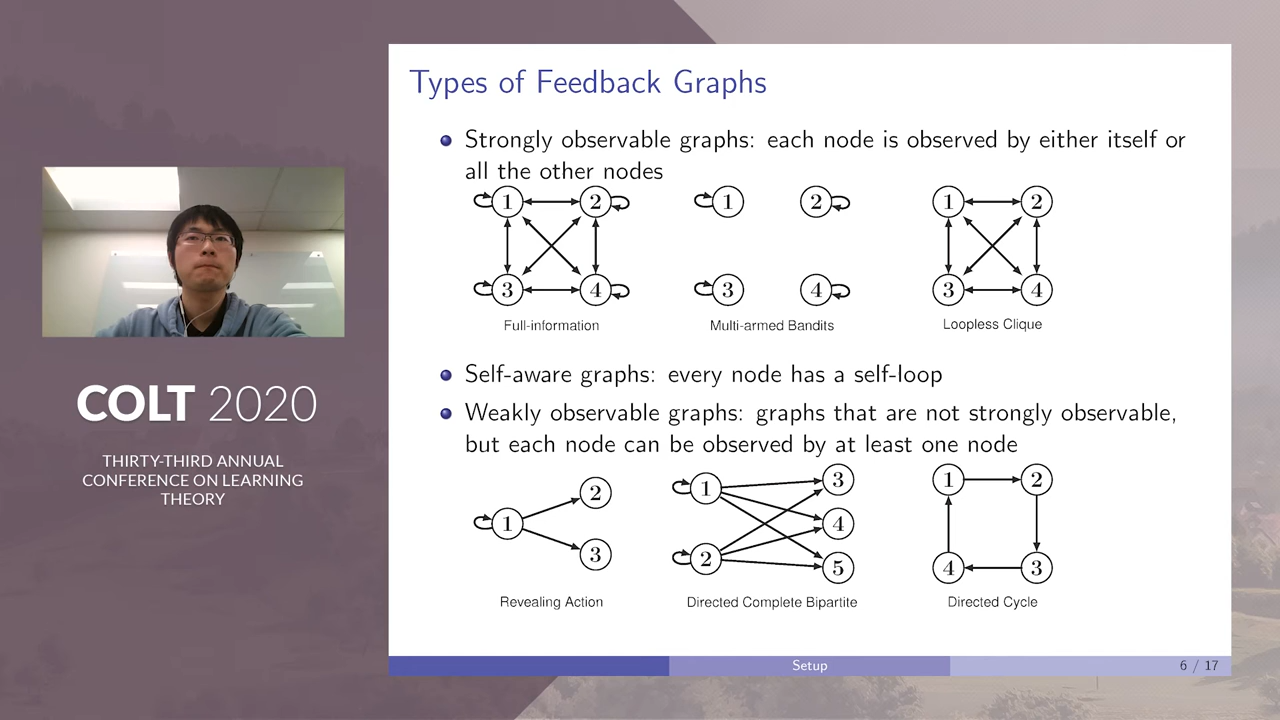 COLT 2020
THIRTY-THIRD ANNUAL
CONFERENCE ON LEARNING
THEORY
Types of Feedback Graphs
Strongly observable graphs: each node is observed by either itself or
all the other nodes
1 2 1 2 1 2
3 4 3 4 3 4
Full-information Multi-armed Bandits Loopless Clique
Self-aware graphs: every node has a self-loop
Weakly observable graphs: graphs that are not strongly observable,
but each node can be observed by at least one node
1 2 3
1 2 3 4 5
1 2 4 3
Revealing Action Directed Complete Bipartite Directed Cycle
Setup 6 / 17